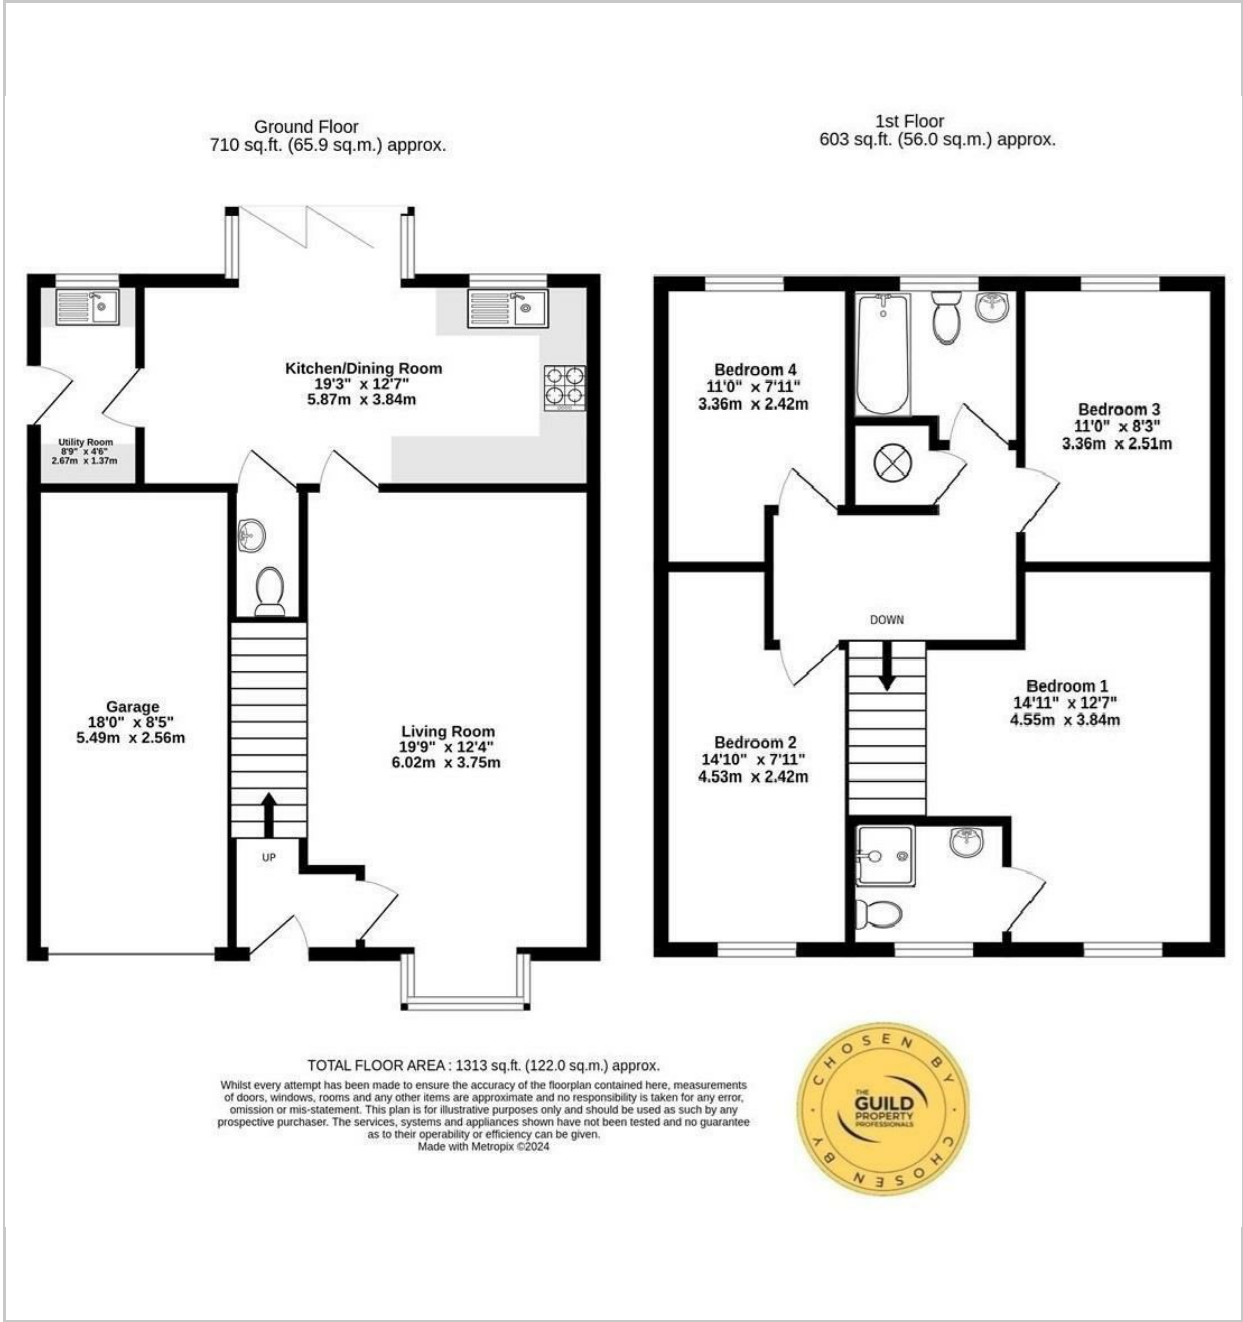 Ground Floor
710 sq.ft. (65.9 sq.m.) approx.
1st Floor
603 sq.ft. (56.0 sq.m.) approx.
Kitchen/Dining Room
19'3" x 12'7"
5.87m x 3.84m
Utility Room
8'9" x 4'6"
2.67m x 1.37m
Garage
18'0" x 8'5"
5.49m x 2.56m
UP
Living Room
19'9" x 12'4"
6.02m x 3.75m
Bedroom 4
11'0" x 7'11"
3.36m x 2.42m
Bedroom 3
11'0" x 8'3"
3.36m x 2.51m
DOWN
Bedroom 1
14'11" x 12'7"
4.55m x 3.84m
Bedroom 2
14'10" x 7'11"
4.53m x 2.42m
TOTAL FLOOR AREA : 1313 sq.ft. (122.0 sq.m.) approx.
Whilst every attempt has been made to ensure the accuracy of the floorplan contained here, measurements
of doors, windows, rooms and any other items are approximate and no responsibility is taken for any error,
omission or mis-statement. This plan is for illustrative purposes only and should be used as such by any
prospective purchaser. The services, systems and appliances shown have not been tested and no guarantee
as to their operability or efficiency can be given.
Made with Metropix ©2024
CHOSEN BY
THE
GUILD
PROPERTY
PROFESSIONALS
CHOSEN BY